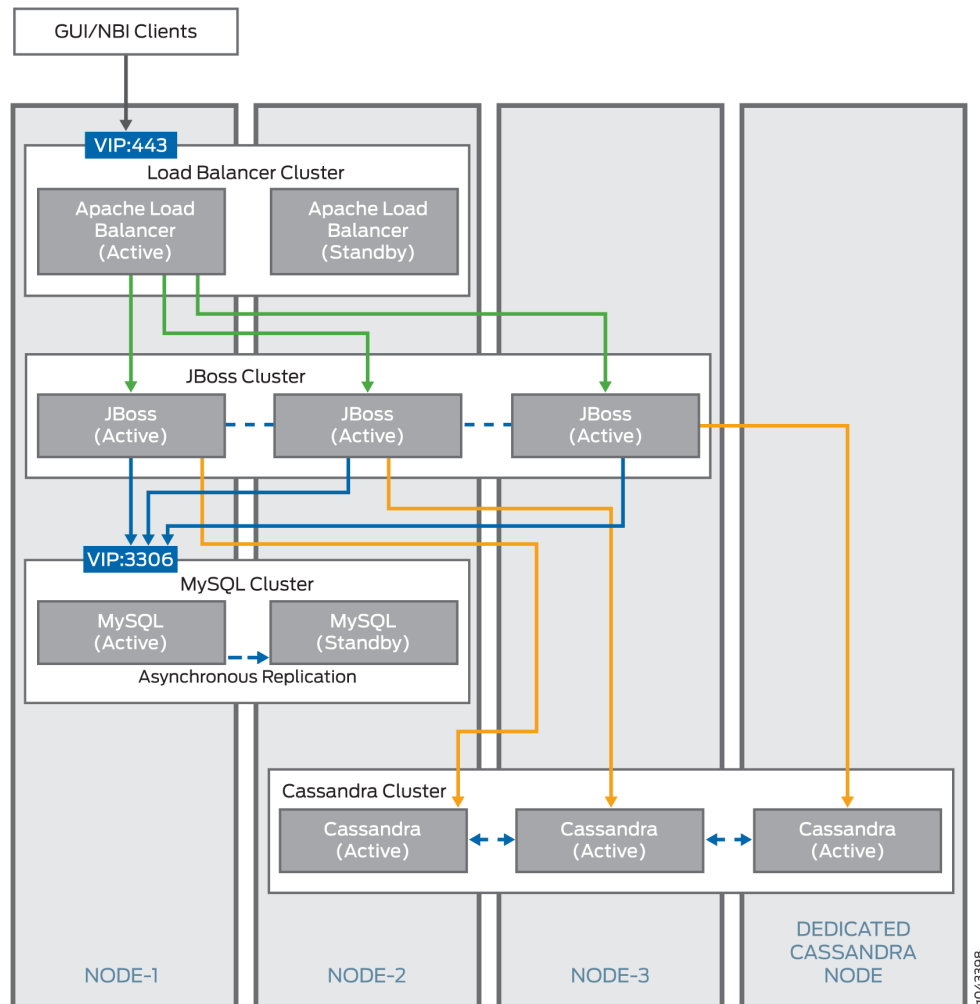 GUI/NBI Clients
VIP:443
Load Balancer Cluster
Apache Load
Balancer
(Active)
Apache Load
Balancer
(Standby)
JBoss Cluster
JBoss
(Active)
JBoss
(Active)
JBoss
(Active)
VIP:3306
MySQL Cluster
MySQL
(Active)
MySQL
(Standby)
Asynchronous Replication
Cassandra Cluster
Cassandra
(Active)
Cassandra
(Active)
Cassandra
(Active)
NODE-1
NODE-2
NODE-3
DEDICATED
CASSANDRA
NODE